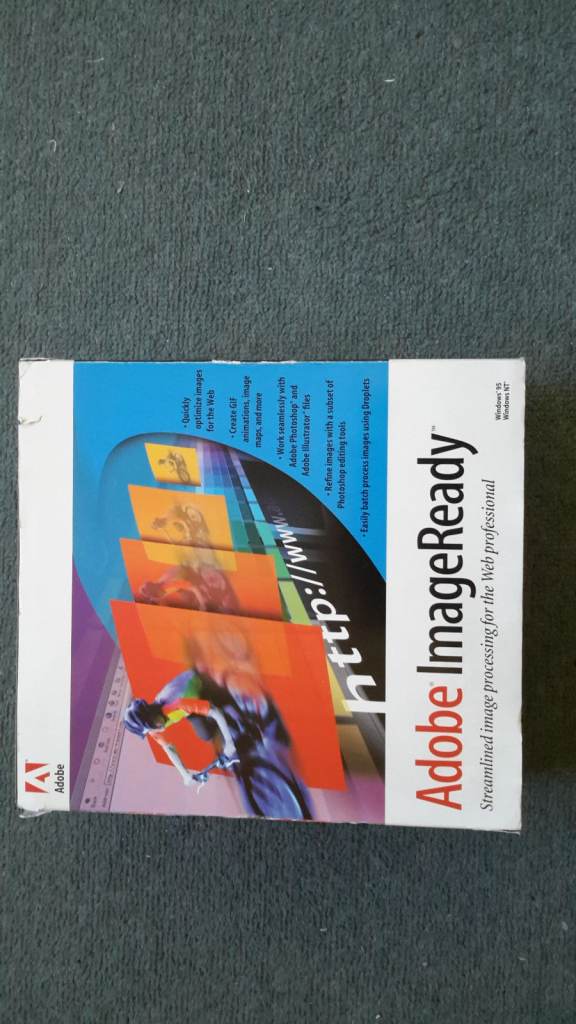 Adobe
• Quickly
optimize images
for the Web
• Create GIF
animations, image
maps, and more
• Work seamlessly with
Adobe Photoshop™ and
Adobe Illustrator® files
• Refine images with a subset of
Photoshop editing tools
• Easily batch process images using Droplets
http://www.
Adobe® ImageReady™
Streamlined image processing for the Web professional
Windows® 95
Windows NT®